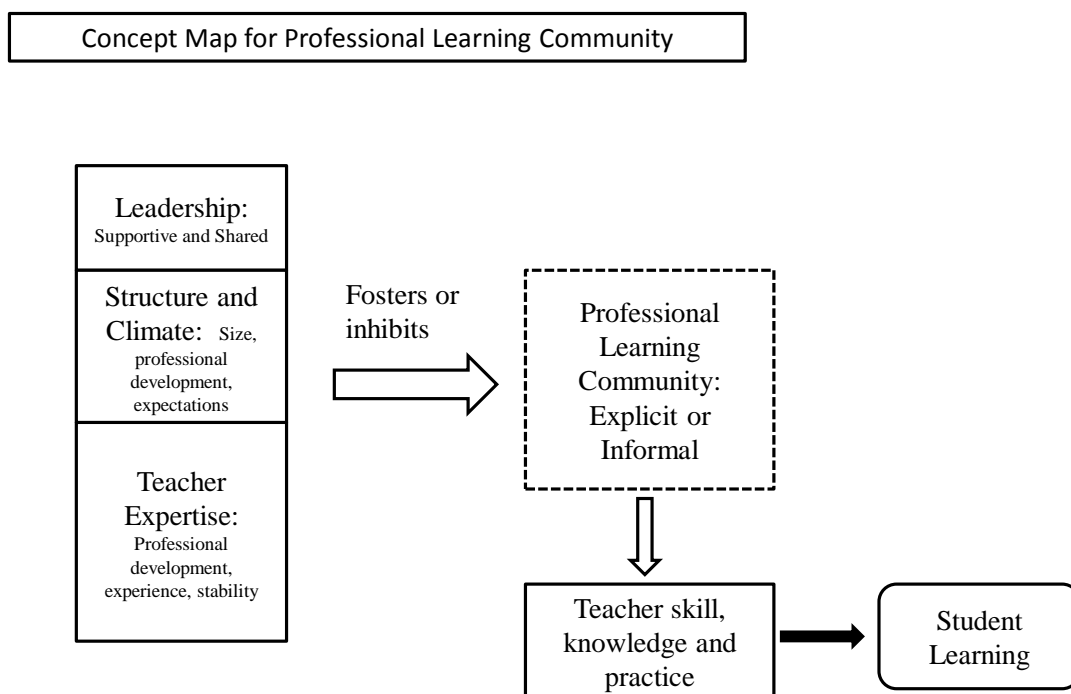 Concept Map for Professional Learning Community
Leadership:
Supportive and Shared
Structure and
Climate: Size,
professional
development,
expectations
Teacher
Expertise:
Professional
development,
experience, stability
Fosters or
inhibits
Professional
Learning
Community:
Explicit or
Informal
Teacher skill,
knowledge and
practice
Student
Learning